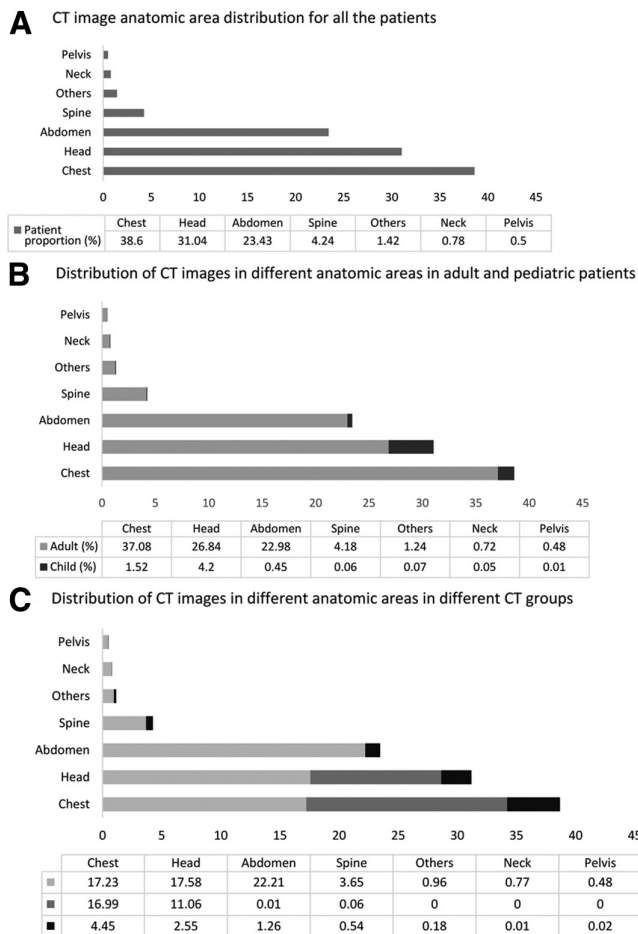 A CT image anatomic area distribution for all the patients
Pelvis
Neck
Others
Spine
Abdomen
Head
Chest
0 5 10 15 20 25 30 35 40 45
Chest Head Abdomen Spine Others Neck Pelvis
Patient proportion (%) 38.6 31.04 23.43 4.24 1.42 0.78 0.5
B Distribution of CT images in different anatomic areas in adult and pediatric patients
Pelvis
Neck
Others
Spine
Abdomen
Head
Chest
0 5 10 15 20 25 30 35 40 45
Chest Head Abdomen Spine Others Neck Pelvis
Adult (%) 37.08 26.84 22.98 4.18 1.24 0.72 0.48
Child (%) 1.52 4.2 0.45 0.06 0.07 0.05 0.01
C Distribution of CT images in different anatomic areas in different CT groups
Pelvis
Neck
Others
Spine
Abdomen
Head
Chest
0 5 10 15 20 25 30 35 40 45
Chest Head Abdomen Spine Others Neck Pelvis
17.23 17.58 22.21 3.65 0.96 0.77 0.48
16.99 11.06 0.01 0.06 0 0 0
4.45 2.55 1.26 0.54 0.18 0.01 0.02